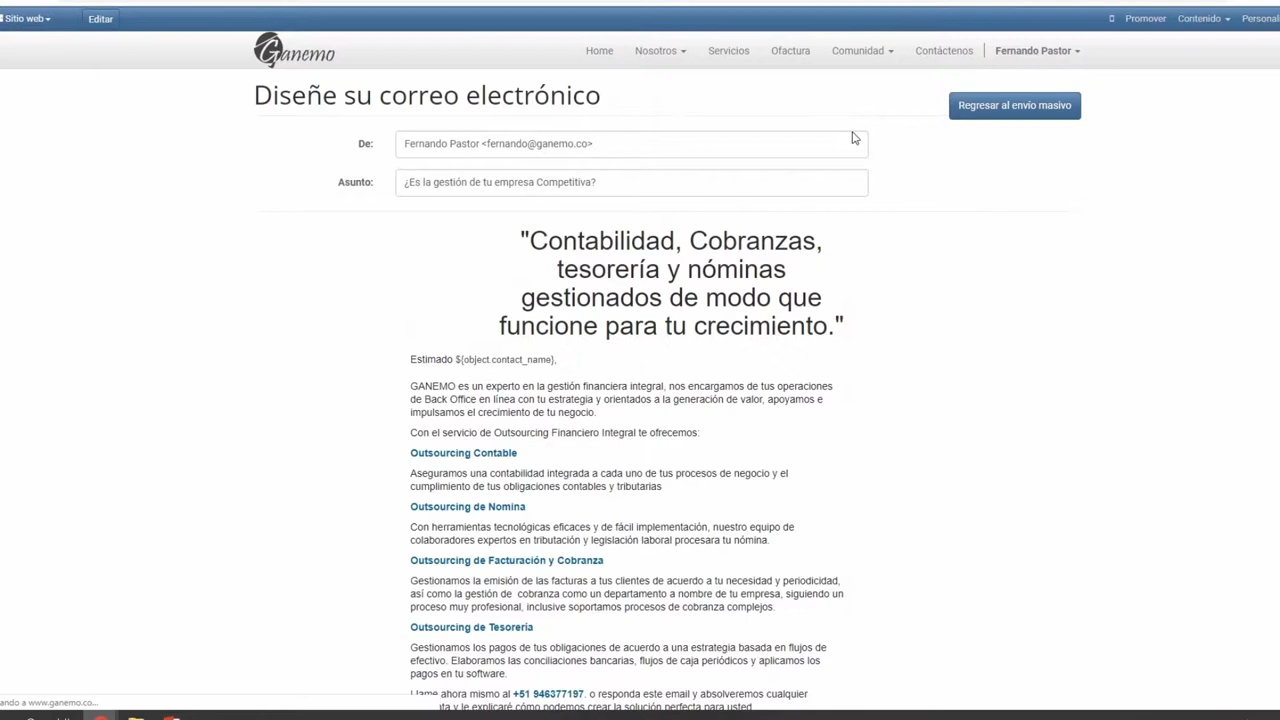 Sitio web
Editar
Promover
Contenido
Personal
Ganemo
Home
Nosotros
Servicios
Ofactura
Comunidad
Contáctenos
Fernando Pastor
Diseñe su correo electrónico
Regresar al envío masivo
De:
Fernando Pastor <fernando@ganemo.co>
Asunto:
¿Es la gestión de tu empresa Competitiva?
"Contabilidad, Cobranzas,
tesorería y nóminas
gestionados de modo que
funcione para tu crecimiento."
Estimado ${object.contact_name},
GANEMO es un experto en la gestión financiera integral, nos encargamos de tus operaciones
de Back Office en línea con tu estrategia y orientados a la generación de valor, apoyamos e
impulsamos el crecimiento de tu negocio.
Con el servicio de Outsourcing Financiero Integral te ofrecemos:
Outsourcing Contable
Aseguramos una contabilidad integrada a cada uno de tus procesos de negocio y el
cumplimiento de tus obligaciones contables y tributarias
Outsourcing de Nomina
Con herramientas tecnológicas eficaces y de fácil implementación, nuestro equipo de
colaboradores expertos en tributación y legislación laboral procesara tu nómina.
Outsourcing de Facturación y Cobranza
Gestionamos la emisión de las facturas a tus clientes de acuerdo a tu necesidad y periodicidad,
así como la gestión de cobranza como un departamento a nombre de tu empresa, siguiendo un
proceso muy profesional, inclusive soportamos procesos de cobranza complejos.
Outsourcing de Tesorería
Gestionamos los pagos de tus obligaciones de acuerdo a una estrategia basada en flujos de
efectivo. Elaboramos las conciliaciones bancarias, flujos de caja periódicos y aplicamos los
pagos en tu software.
Llame ahora mismo al +51 946377197. o responda este email y absolveremos cualquier
ta y le explicaré cómo podemos crear la solución perfecta para usted
ando a www.ganemo.co...